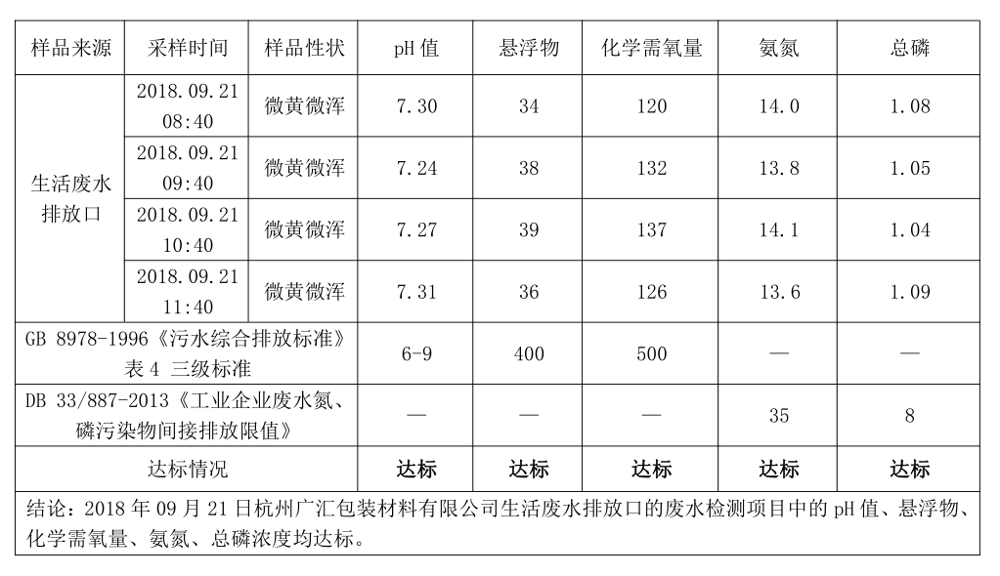 样品来源 采样时间 样品性状 pH 值 悬浮物 化学需氧量 氨氮 总磷
生活废水
排放口
2018.09.21
08:40
微黄微浑 7.30 34 120 14.0 1.08
2018.09.21
09:40
微黄微浑 7.24 38 132 13.8 1.05
2018.09.21
10:40
微黄微浑 7.27 39 137 14.1 1.04
2018.09.21
11:40
微黄微浑 7.31 36 126 13.6 1.09
GB 8978-1996《污水综合排放标准》
表4 三级标准
6-9 400 500 — —
DB 33/887-2013《工业企业废水氮、
磷污染物间接排放限值》
— — — 35 8
达标情况 达标 达标 达标 达标 达标
结论：2018 年 09 月 21 日杭州广汇包装材料有限公司生活废水排放口的废水检测项目中的 pH 值、悬浮物、
化学需氧量、氨氮、总磷浓度均达标。